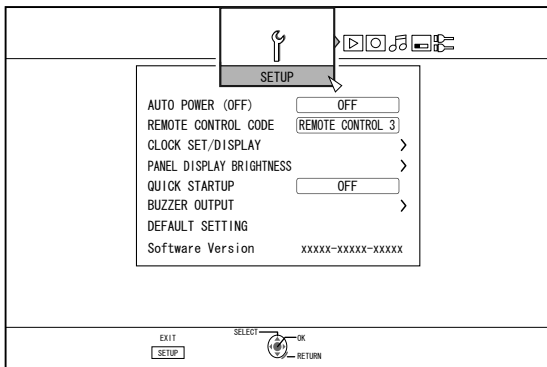 SETUP
AUTO POWER (OFF) OFF
REMOTE CONTROL CODE REMOTE CONTROL 3
CLOCK SET/DISPLAY
PANEL DISPLAY BRIGHTNESS
QUICK STARTUP OFF
BUZZER OUTPUT
DEFAULT SETTING
Software Version xxxxx-xxxxx-xxxxx
EXIT SELECT OK
SETUP RETURN